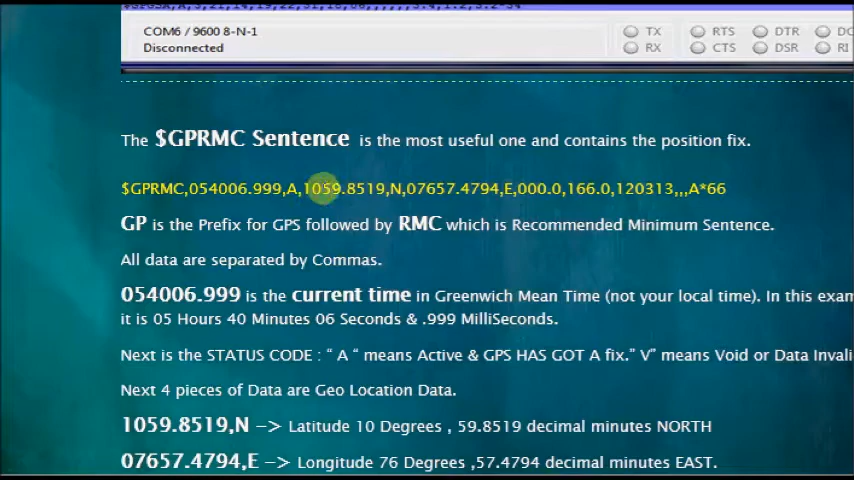 COM6 / 9600 8-N-1
Disconnected
TX RTS DTR
RX CTS DSR RI
The $GPRMC Sentence is the most useful one and contains the position fix.
$GPRMC,054006.999,A,1059.8519,N,07657.4794,E,000.0,166.0,120313,,,A*66
GP is the Prefix for GPS followed by RMC which is Recommended Minimum Sentence.
All data are separated by Commas.
054006.999 is the current time in Greenwich Mean Time (not your local time). In this exam
it is 05 Hours 40 Minutes 06 Seconds & .999 MilliSeconds.
Next is the STATUS CODE : “ A “ means Active & GPS HAS GOT A fix.” V” means Void or Data Invali
Next 4 pieces of Data are Geo Location Data.
1059.8519,N —> Latitude 10 Degrees , 59.8519 decimal minutes NORTH
07657.4794,E —> Longitude 76 Degrees ,57.4794 decimal minutes EAST.